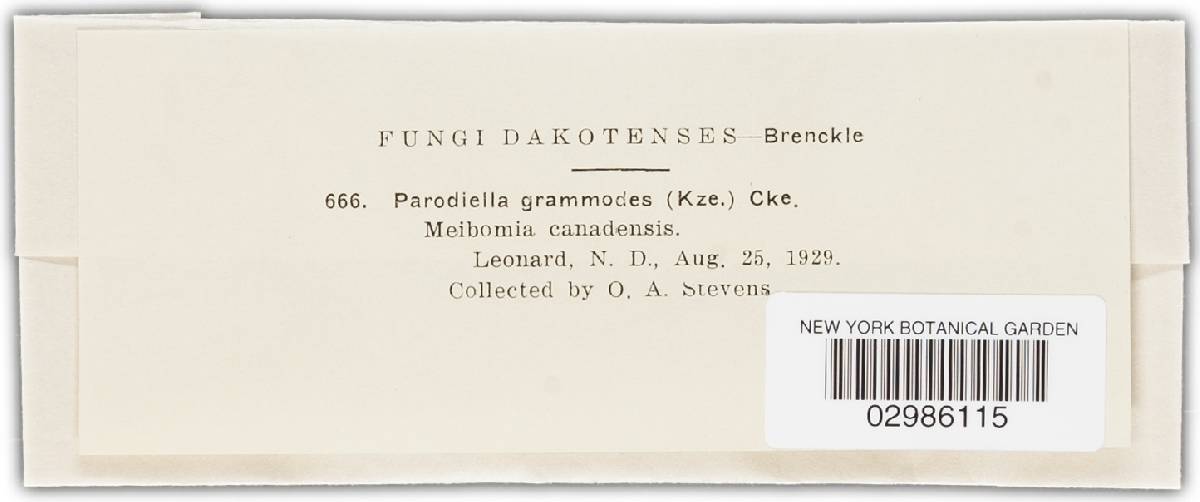 FUNGI DAKOTENSES—Brenckle
666. Parodiella grammodes (Kze.) Cke.
Meibomia canadensis.
Leonard, N. D., Aug. 25, 1929.
Collected by O. A. Stevens
NEW YORK BOTANICAL GARDEN
02986115